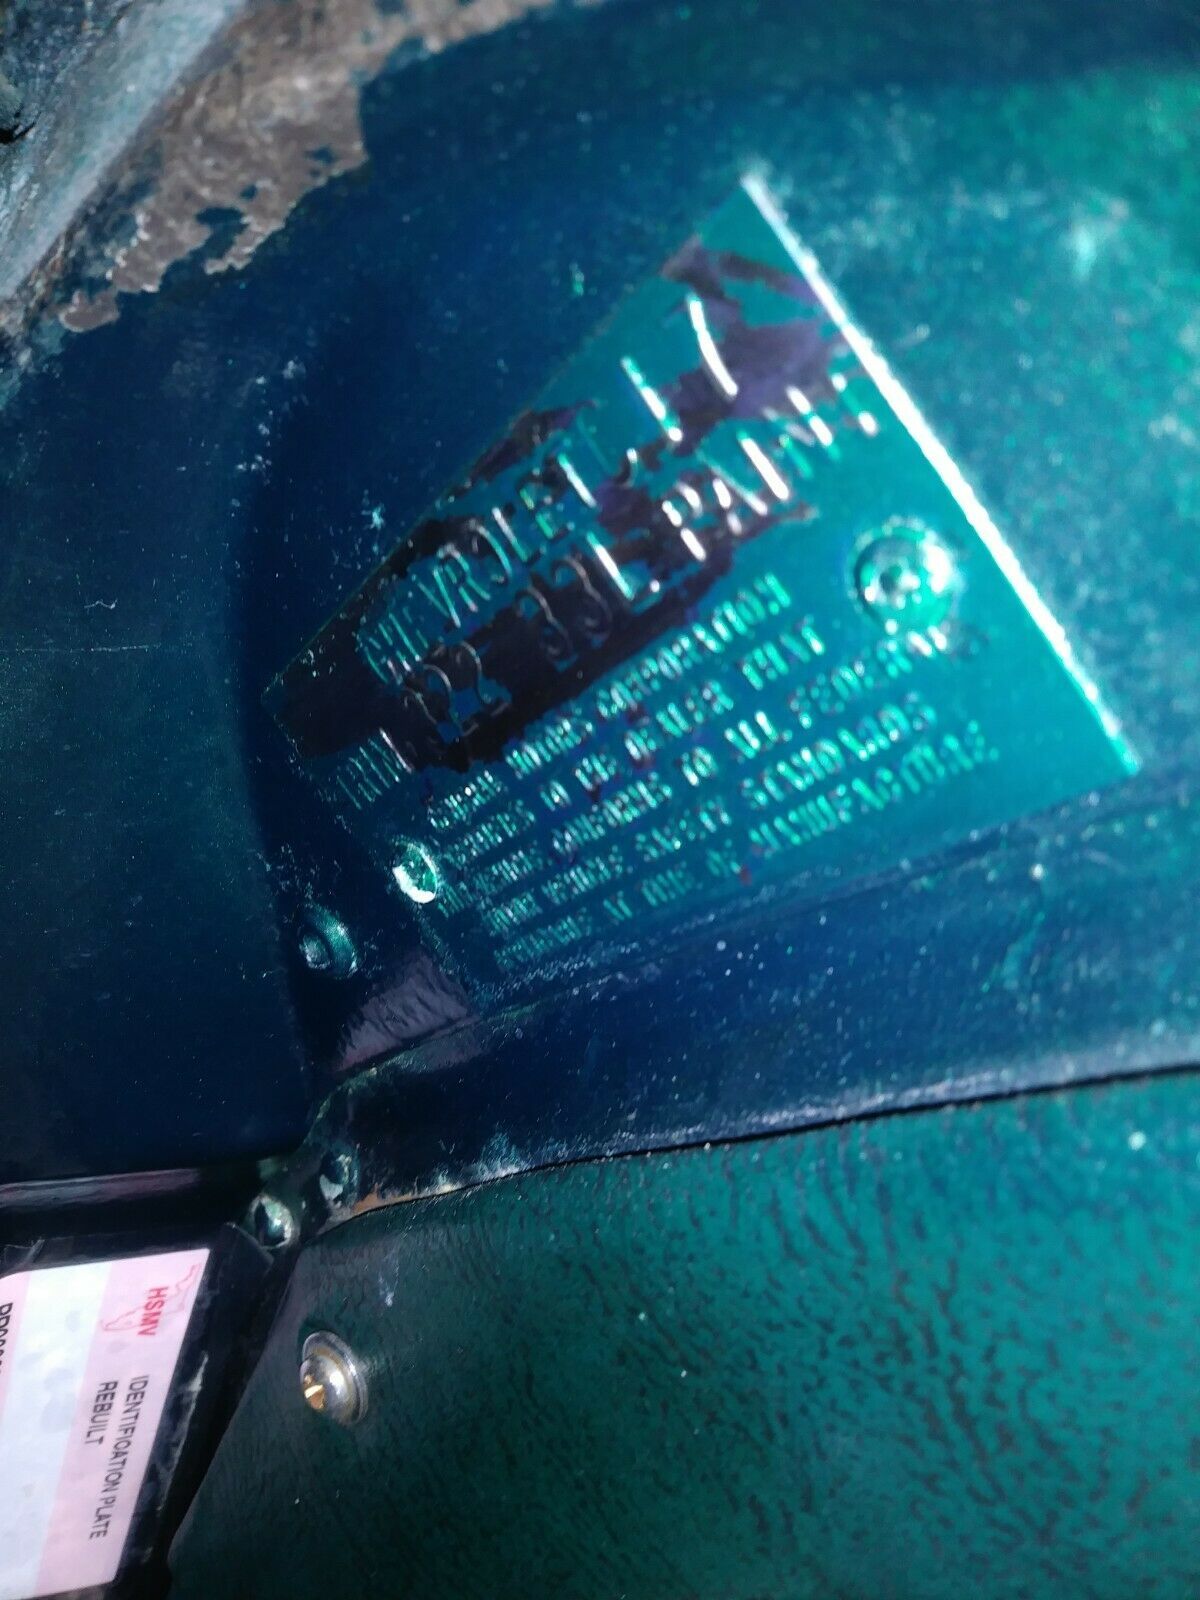 CHEVROLET
TRIM 22 33L PAINT
GENERAL MOTORS CORPORATION
CERTIFIES TO THE DEALER THAT
THIS VEHICLE CONFORMS TO ALL FEDERAL
MOTOR VEHICLE SAFETY STANDARDS
APPLICABLE AT TIME OF MANUFACTURE
HSMV
IDENTIFICATION PLATE
REBUILT